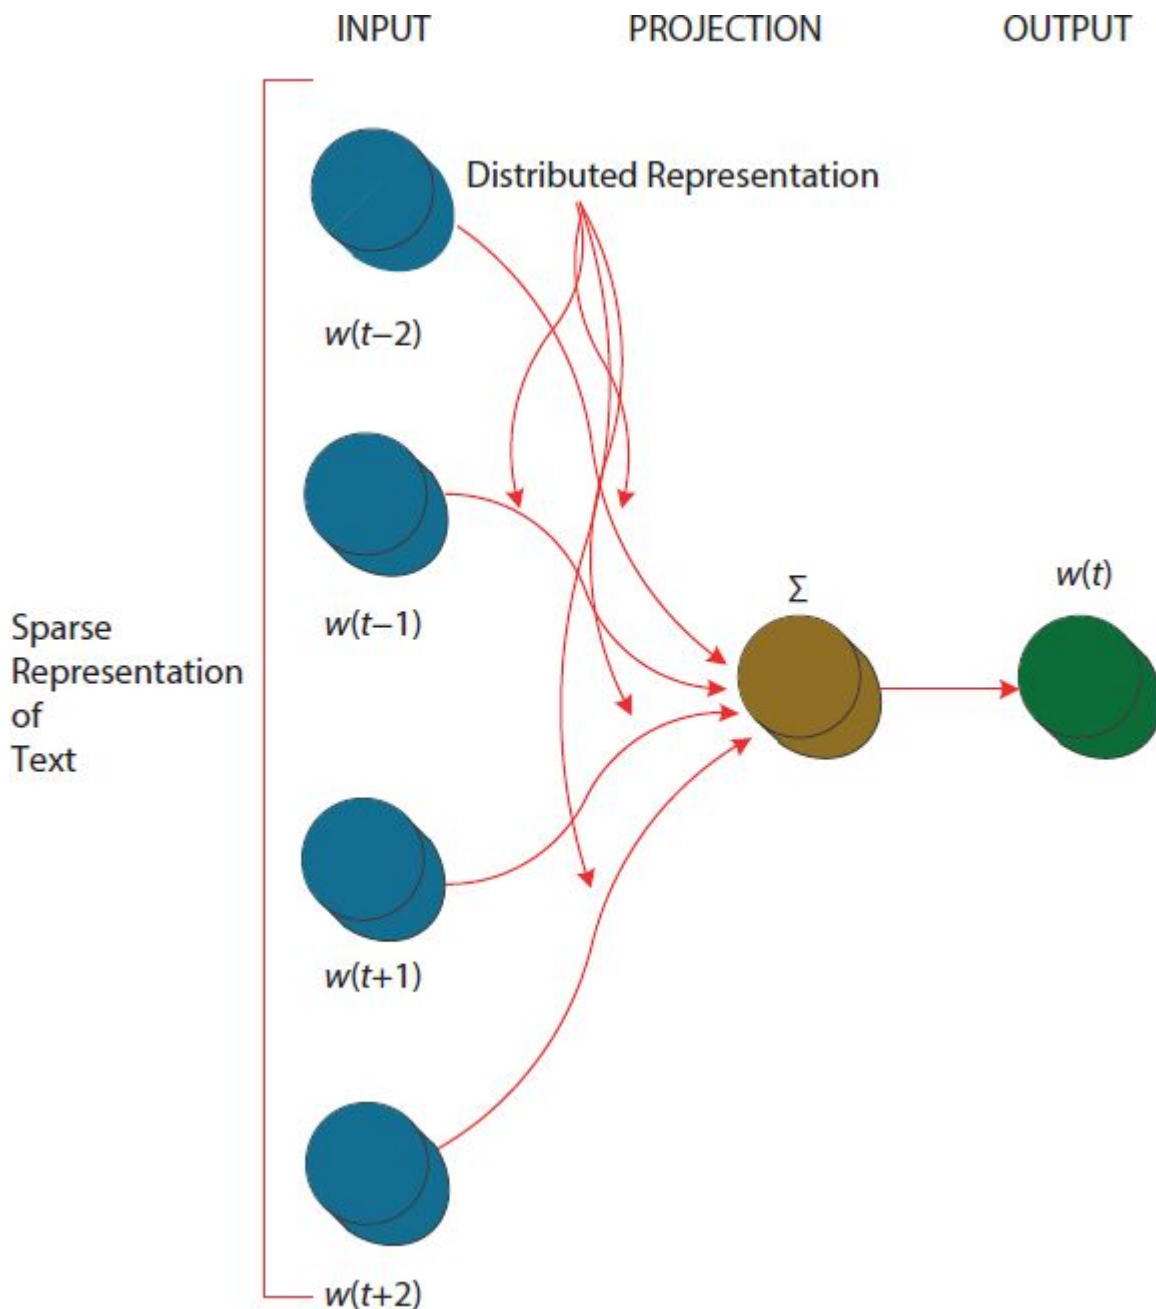 INPUT PROJECTION OUTPUT
Distributed Representation
w(t−2)
w(t−1)
Σ
w(t)
Sparse
Representation
of
Text
w(t+1)
w(t+2)